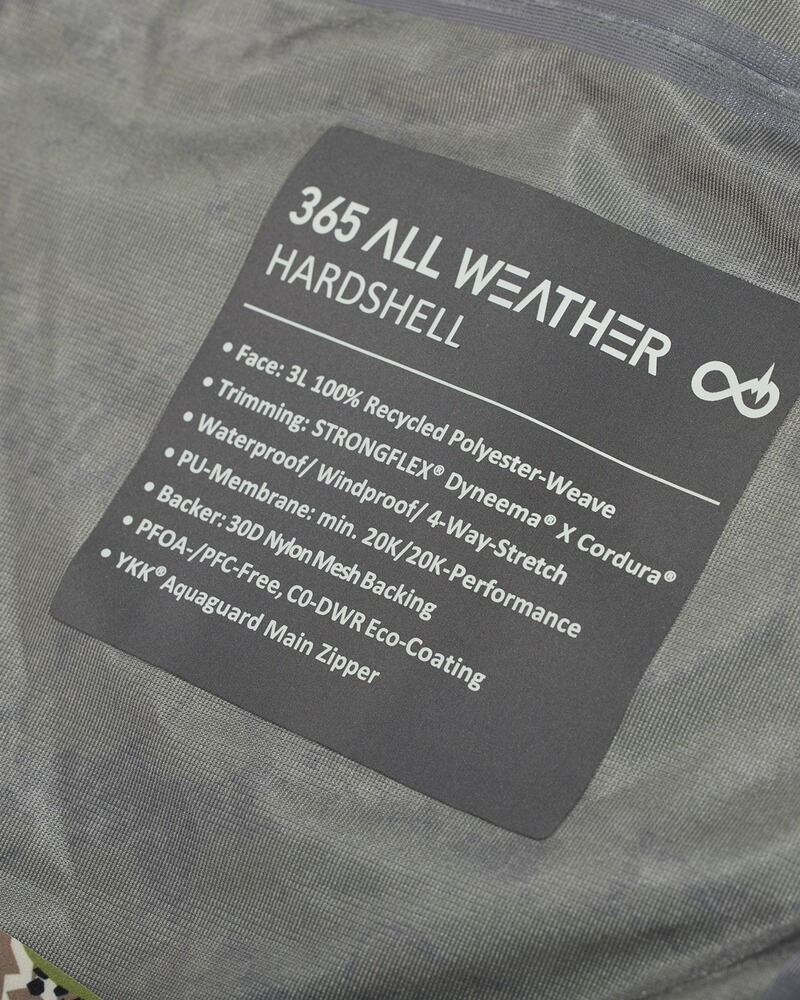 365 ALL WEATHER
HARDSHELL
• Face: 3L 100% Recycled Polyester-Weave
• Trimming: STRONGFLEX® Dyneema® X Cordura®
• Waterproof/ Windproof/ 4-Way-Stretch
• PU-Membrane: min. 20K/20K-Performance
• Backer: 30D Nylon Mesh Backing
• PFOA-/PFC-Free, C0-DWR Eco-Coating
• YKK® Aquaguard Main Zipper